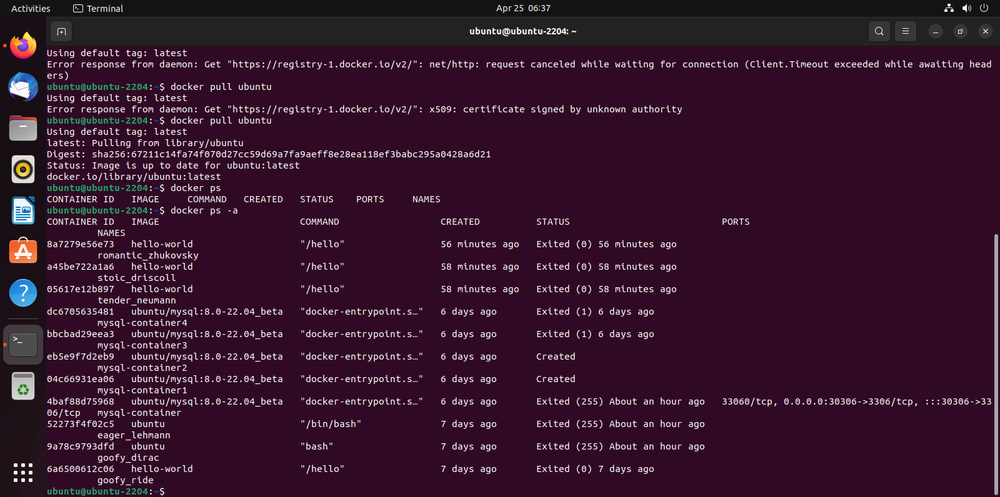 Activities
Terminal
Apr 25 06:37
ubuntu@ubuntu-2204: ~
Using default tag: latest
Error response from daemon: Get "https://registry-1.docker.io/v2/": net/http: request canceled while waiting for connection (Client.Timeout exceeded while awaiting head
ers)
ubuntu@ubuntu-2204:~$ docker pull ubuntu
Using default tag: latest
Error response from daemon: Get "https://registry-1.docker.io/v2/": x509: certificate signed by unknown authority
ubuntu@ubuntu-2204:~$ docker pull ubuntu
Using default tag: latest
latest: Pulling from library/ubuntu
Digest: sha256:67211c14fa74f070d27cc59d69a7fa9aeff8e28ea118ef3babc295a0428a6d21
Status: Image is up to date for ubuntu:latest
docker.io/library/ubuntu:latest
ubuntu@ubuntu-2204:~$ docker ps
CONTAINER ID   IMAGE     COMMAND   CREATED   STATUS    PORTS     NAMES
ubuntu@ubuntu-2204:~$ docker ps -a
CONTAINER ID   IMAGE                         COMMAND                  CREATED          STATUS                           PORTS
         NAMES
8a7279e56e73   hello-world                   "/hello"                 56 minutes ago   Exited (0) 56 minutes ago
         romantic_zhukovsky
a45be722a1a6   hello-world                   "/hello"                 58 minutes ago   Exited (0) 58 minutes ago
         stoic_driscoll
05617e12b897   hello-world                   "/hello"                 58 minutes ago   Exited (0) 58 minutes ago
         tender_neumann
dc6705635481   ubuntu/mysql:8.0-22.04_beta   "docker-entrypoint.s…"   6 days ago       Exited (1) 6 days ago
         mysql-container4
bbcbad29eea3   ubuntu/mysql:8.0-22.04_beta   "docker-entrypoint.s…"   6 days ago       Exited (1) 6 days ago
         mysql-container3
eb5e9f7d2eb9   ubuntu/mysql:8.0-22.04_beta   "docker-entrypoint.s…"   6 days ago       Created
         mysql-container2
04c66931ea06   ubuntu/mysql:8.0-22.04_beta   "docker-entrypoint.s…"   6 days ago       Created
         mysql-container1
4baf88d75968   ubuntu/mysql:8.0-22.04_beta   "docker-entrypoint.s…"   6 days ago       Exited (255) About an hour ago   33060/tcp, 0.0.0.0:30306->3306/tcp, :::30306->33
06/tcp   mysql-container
52273f4f02c5   ubuntu                        "/bin/bash"              7 days ago       Exited (255) About an hour ago
         eager_lehmann
9a78c9793dfd   ubuntu                        "bash"                   7 days ago       Exited (255) About an hour ago
         goofy_dirac
6a6500612c06   hello-world                   "/hello"                 7 days ago       Exited (0) 7 days ago
         goofy_ride
ubuntu@ubuntu-2204:~$